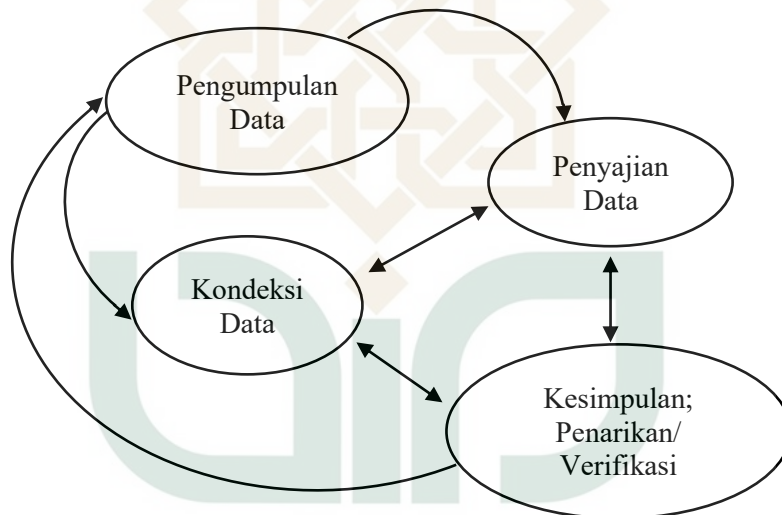 Pengumpulan
Data
Penyajian
Data
Kondeksi
Data
Kesimpulan;
Penarikan/
Verifikasi